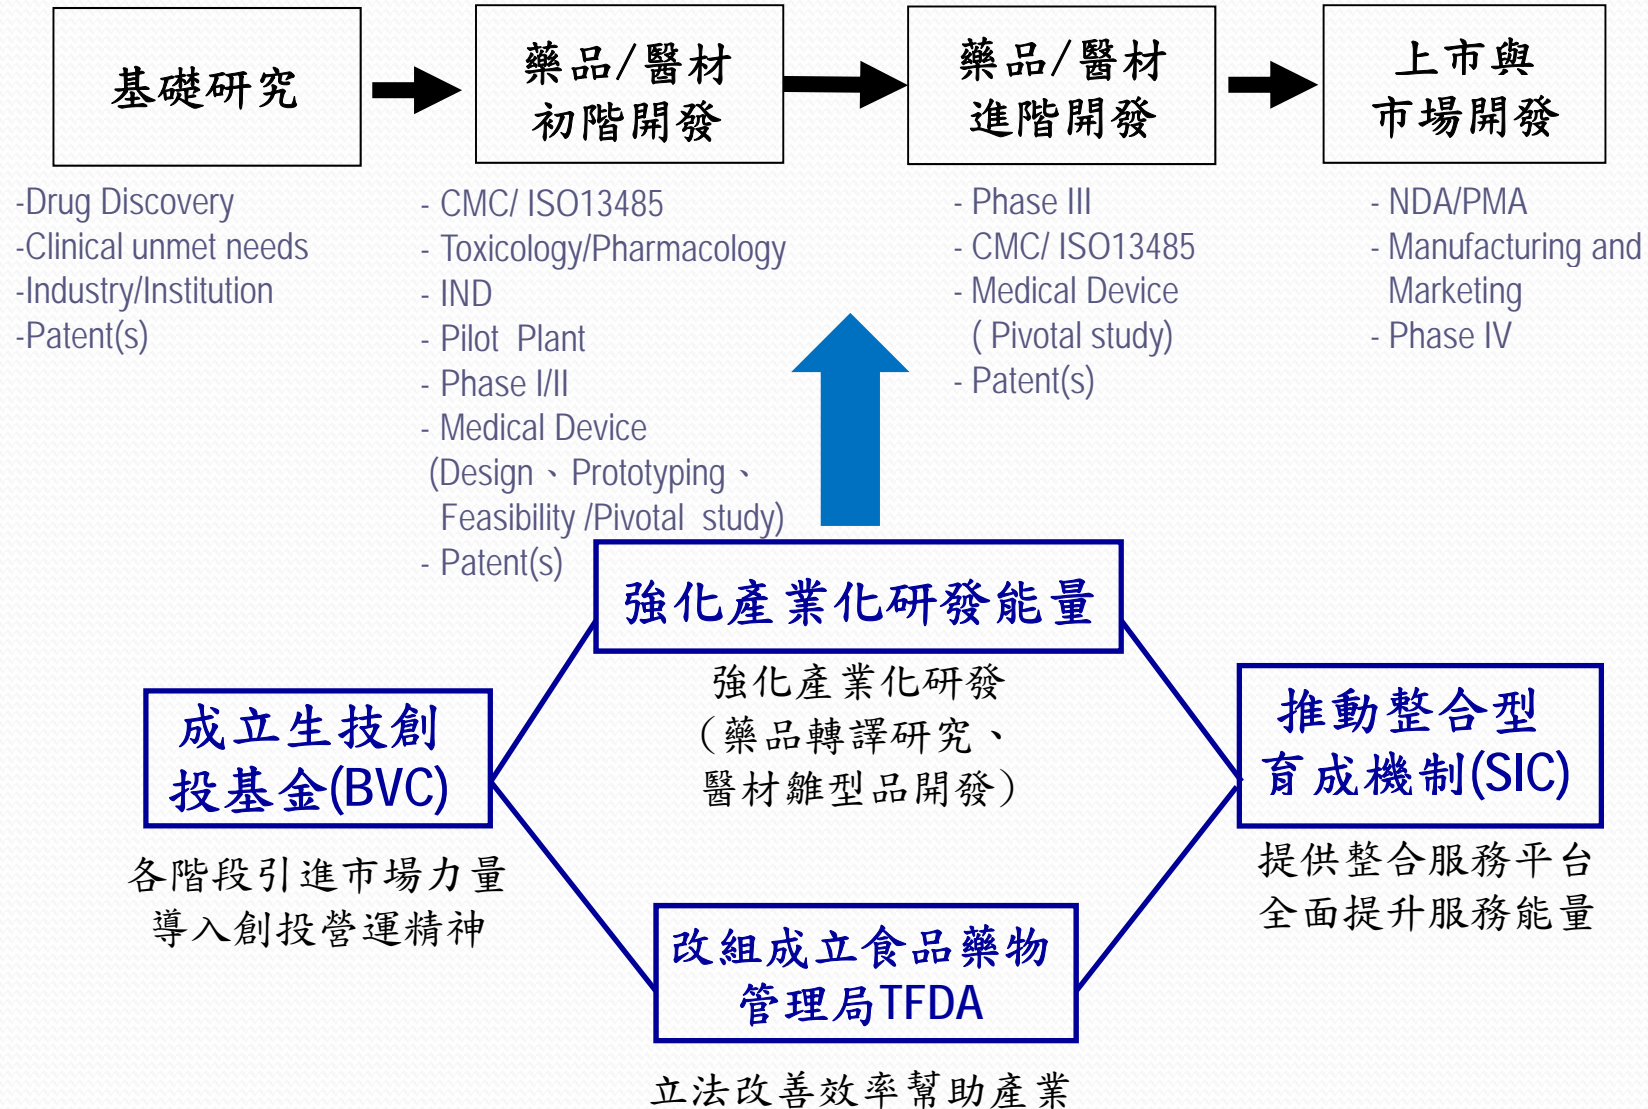 基礎研究
藥品/醫材
初階開發
藥品/醫材
進階開發
上市與
市場開發
-Drug Discovery
-Clinical unmet needs
-Industry/Institution
-Patent(s)
- CMC/ ISO13485
- Toxicology/Pharmacology
- IND
- Pilot Plant
- Phase I/II
- Medical Device
(Design、Prototyping、
Feasibility /Pivotal study)
- Patent(s)
- Phase III
- CMC/ ISO13485
- Medical Device
( Pivotal study)
- Patent(s)
- NDA/PMA
- Manufacturing and
Marketing
- Phase IV
強化產業化研發能量
強化產業化研發
（藥品轉譯研究、
醫材雛型品開發）
成立生技創
投基金(BVC)
各階段引進市場力量
導入創投營運精神
推動整合型
育成機制(SIC)
提供整合服務平台
全面提升服務能量
改組成立食品藥物
管理局TFDA
立法改善效率幫助產業